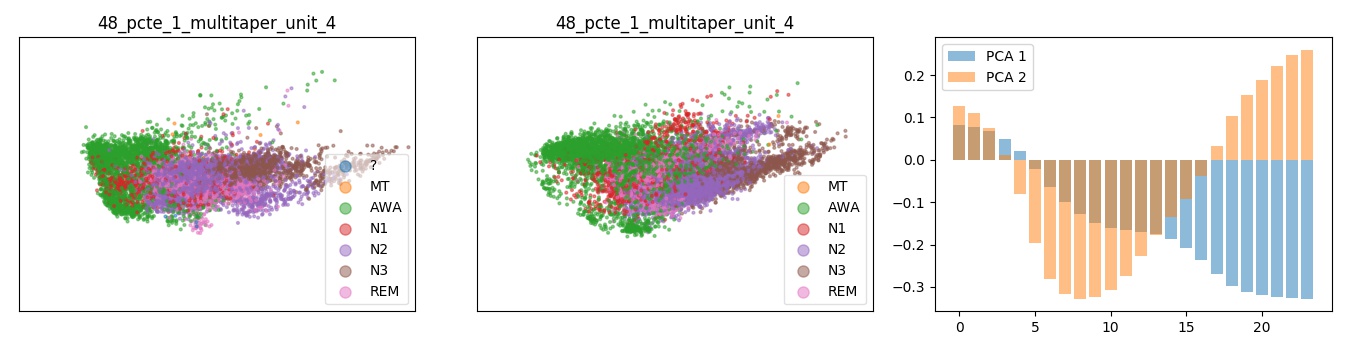 48_pcte_1_multitaper_unit_4
?
MT
AWA
N1
N2
N3
REM
48_pcte_1_multitaper_unit_4
MT
AWA
N1
N2
N3
REM
PCA 1
PCA 2
0.2
0.1
0.0
−0.1
−0.2
−0.3
0 5 10 15 20